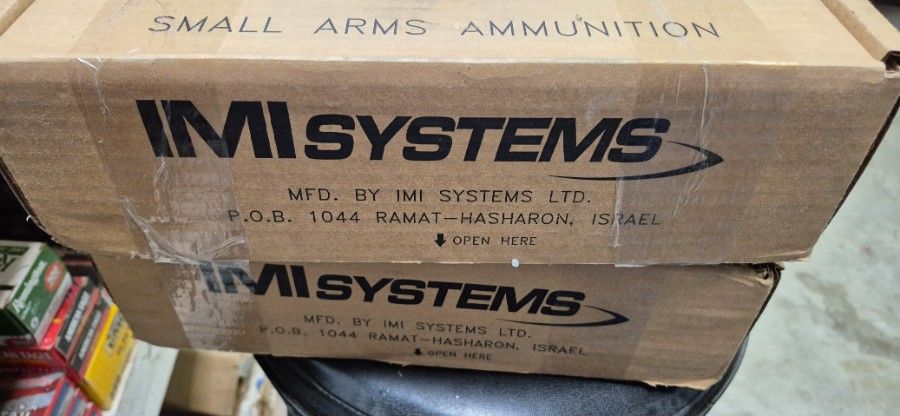 SMALL ARMS AMMUNITION
IMI SYSTEMS
MFD. BY IMI SYSTEMS LTD.
P.O.B. 1044 RAMAT-HASHARON, ISRAEL
OPEN HERE
IMI SYSTEMS
MFD. BY IMI SYSTEMS LTD.
P.O.B. 1044 RAMAT-HASHARON, ISRAEL
OPEN HERE
Remington